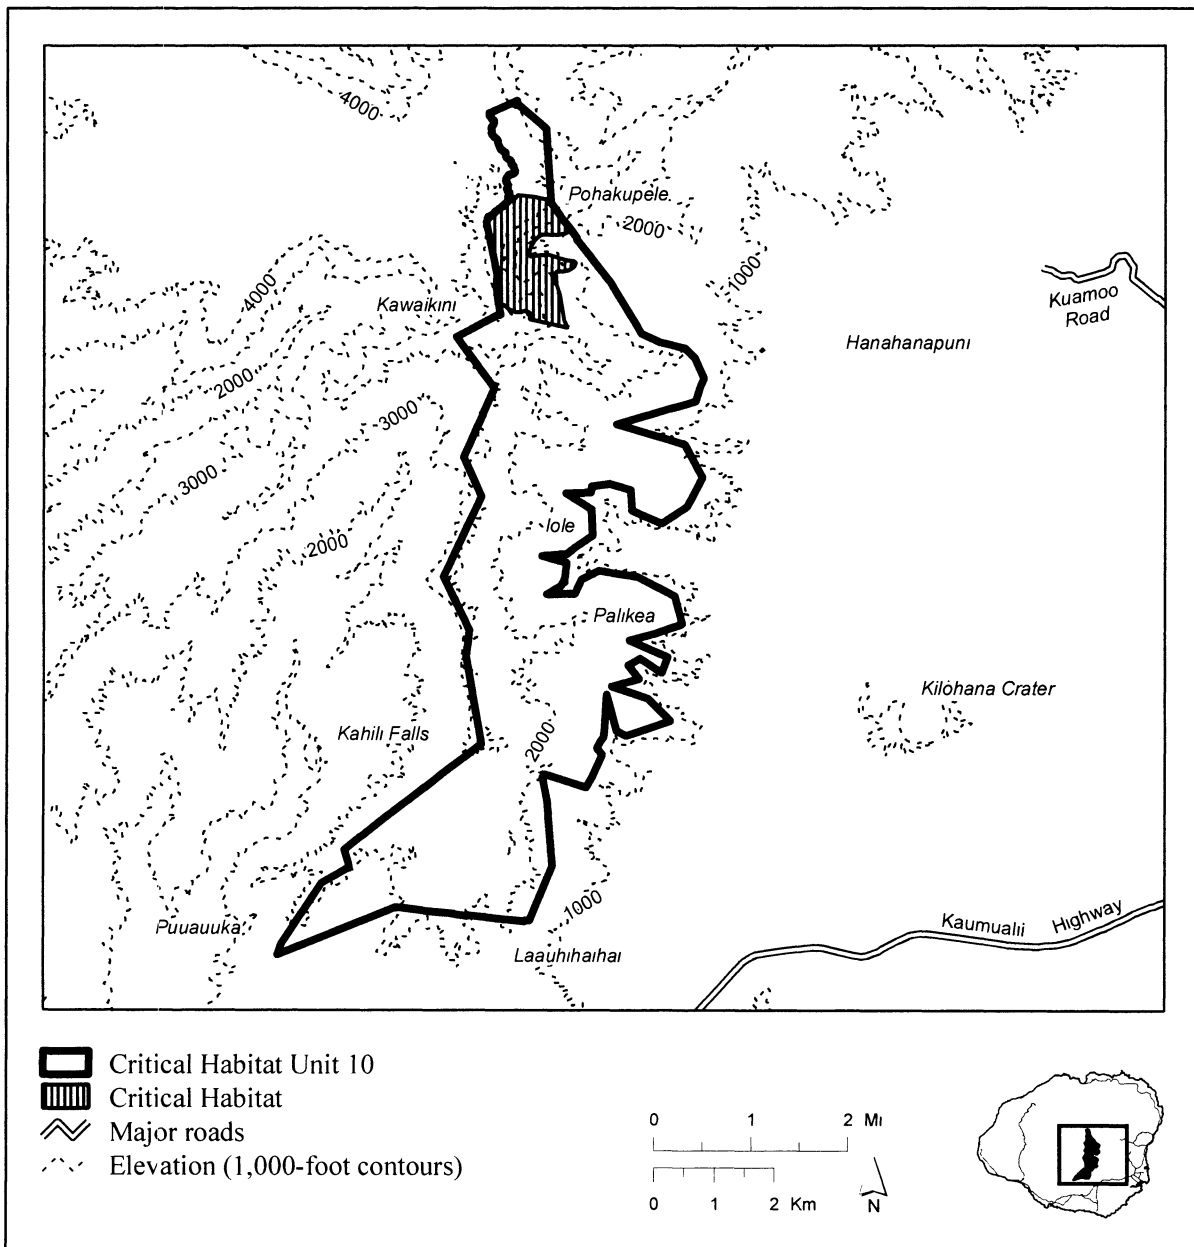 4000
Pohakupele.
2000
1000
4000
Kawaikini
Kuamoo
Road
Hanahanapuni
2000
3000
3000
Iole
2000
Palikea
Kilohana Crater
Kahili Falls
2000
1000
Puuauuka
Kaumualii Highway
Laauhihaihai
Critical Habitat Unit 10
Critical Habitat
Major roads
Elevation (1,000-foot contours)
0 1 2 Mi
0 1 2 Km
N